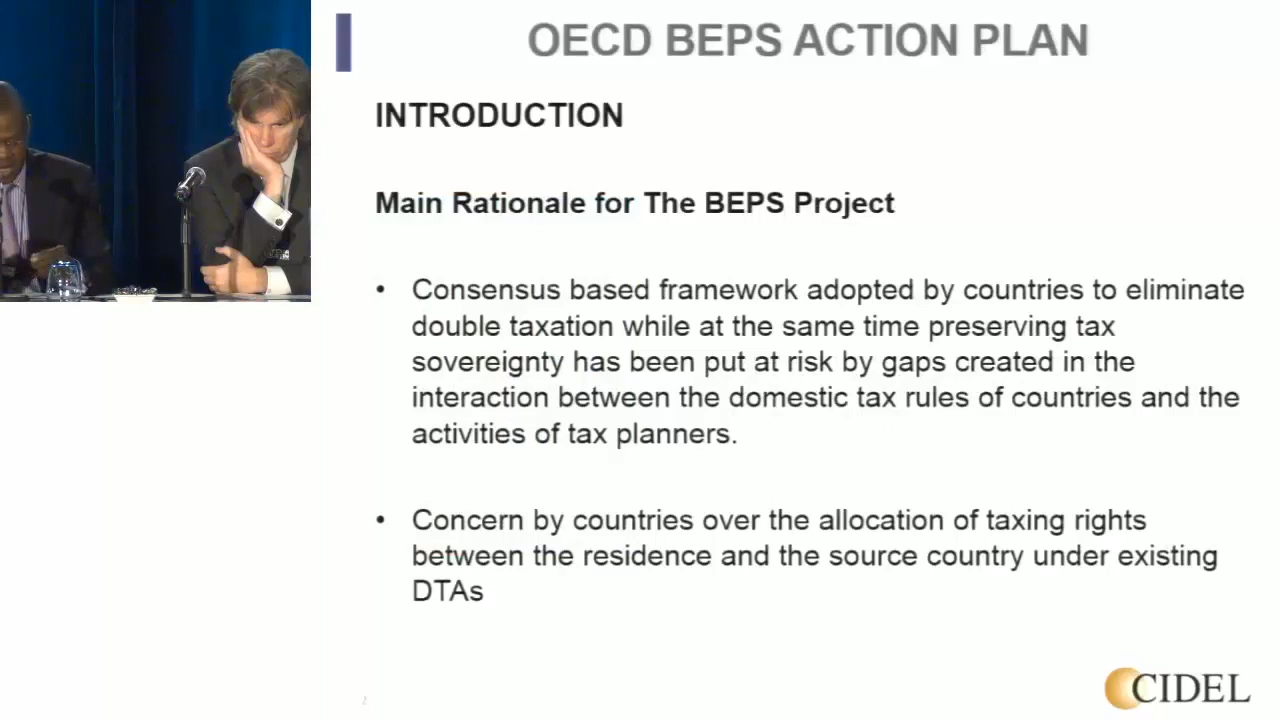 OECD BEPS ACTION PLAN
INTRODUCTION
Main Rationale for The BEPS Project
• Consensus based framework adopted by countries to eliminate
double taxation while at the same time preserving tax
sovereignty has been put at risk by gaps created in the
interaction between the domestic tax rules of countries and the
activities of tax planners.
• Concern by countries over the allocation of taxing rights
between the residence and the source country under existing
DTAs
2
CIDEL